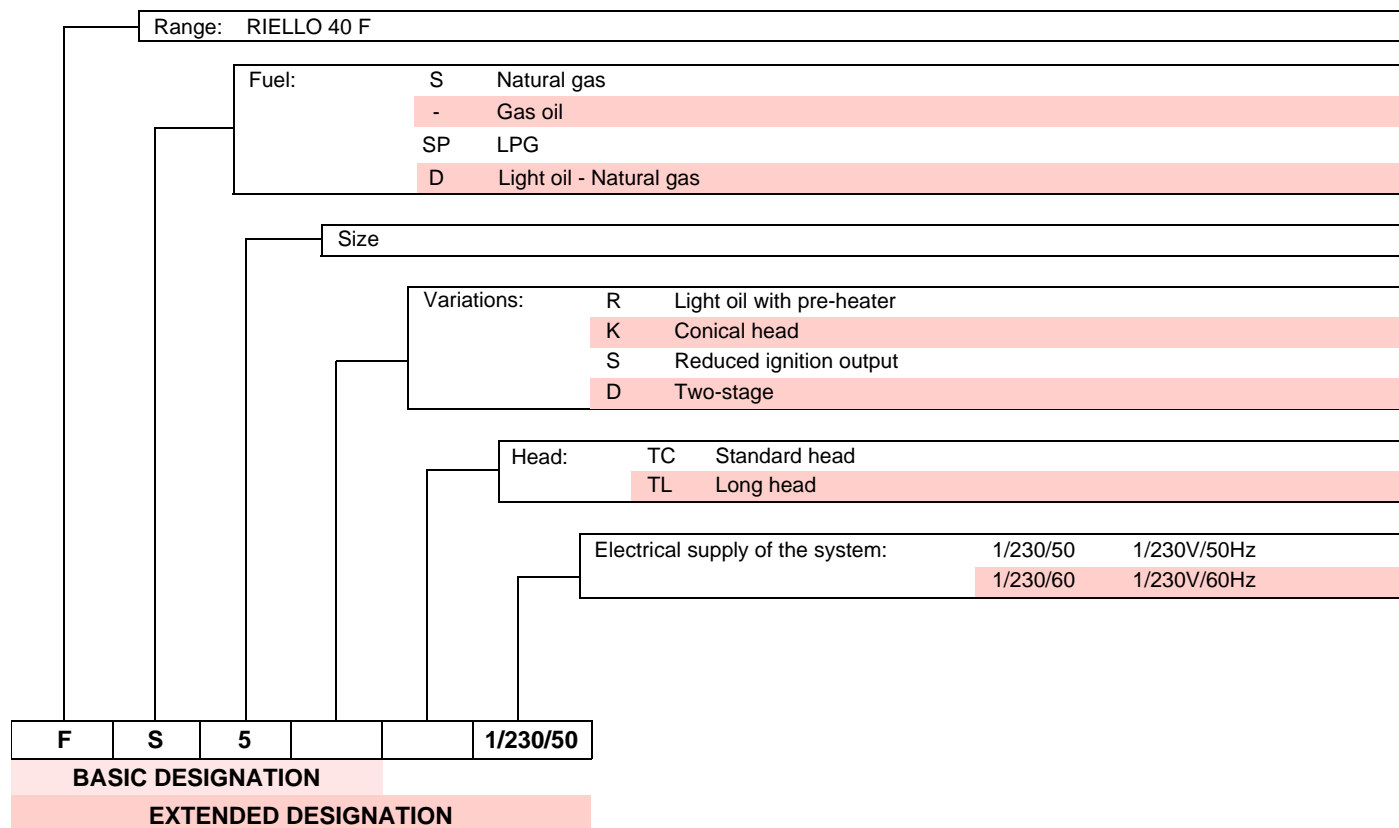 Range: RIELLO 40 F
Fuel: S Natural gas
- Gas oil
SP LPG
D Light oil - Natural gas
Size
Variations: R Light oil with pre-heater
K Conical head
S Reduced ignition output
D Two-stage
Head: TC Standard head
TL Long head
Electrical supply of the system: 1/230/50 1/230V/50Hz
1/230/60 1/230V/60Hz
F S 5 1/230/50
BASIC DESIGNATION
EXTENDED DESIGNATION